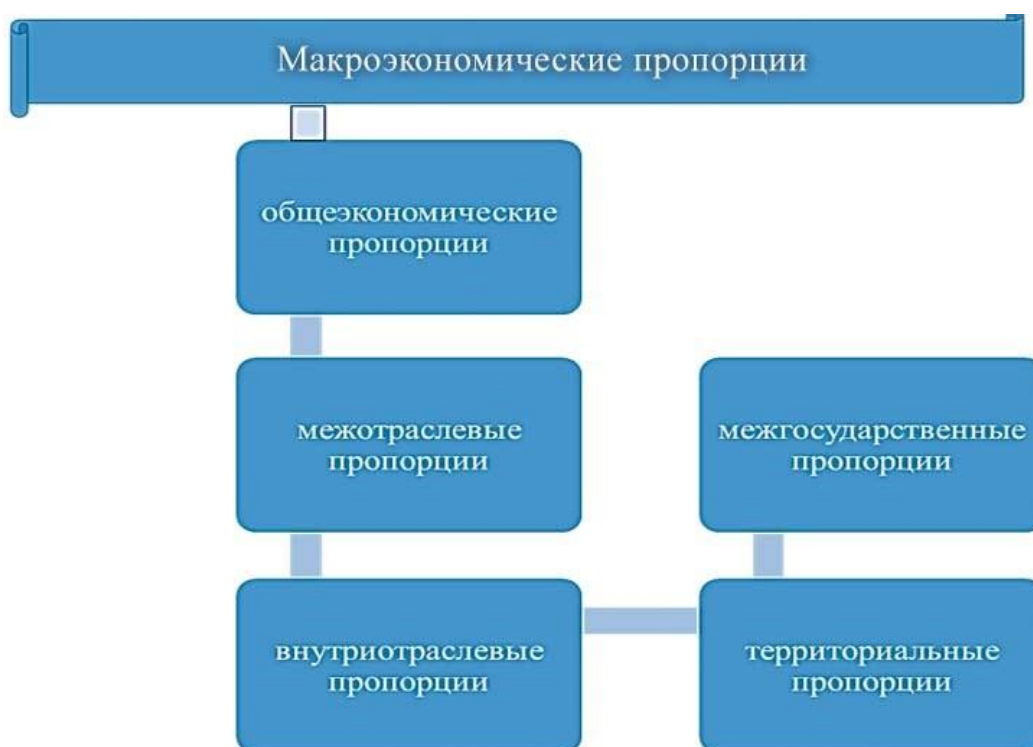 Макроэкономические пропорции
общеэкономические
пропорции
межотраслевые
пропорции
внутриотраслевые
пропорции
территориальные
пропорции
межгосударственные
пропорции